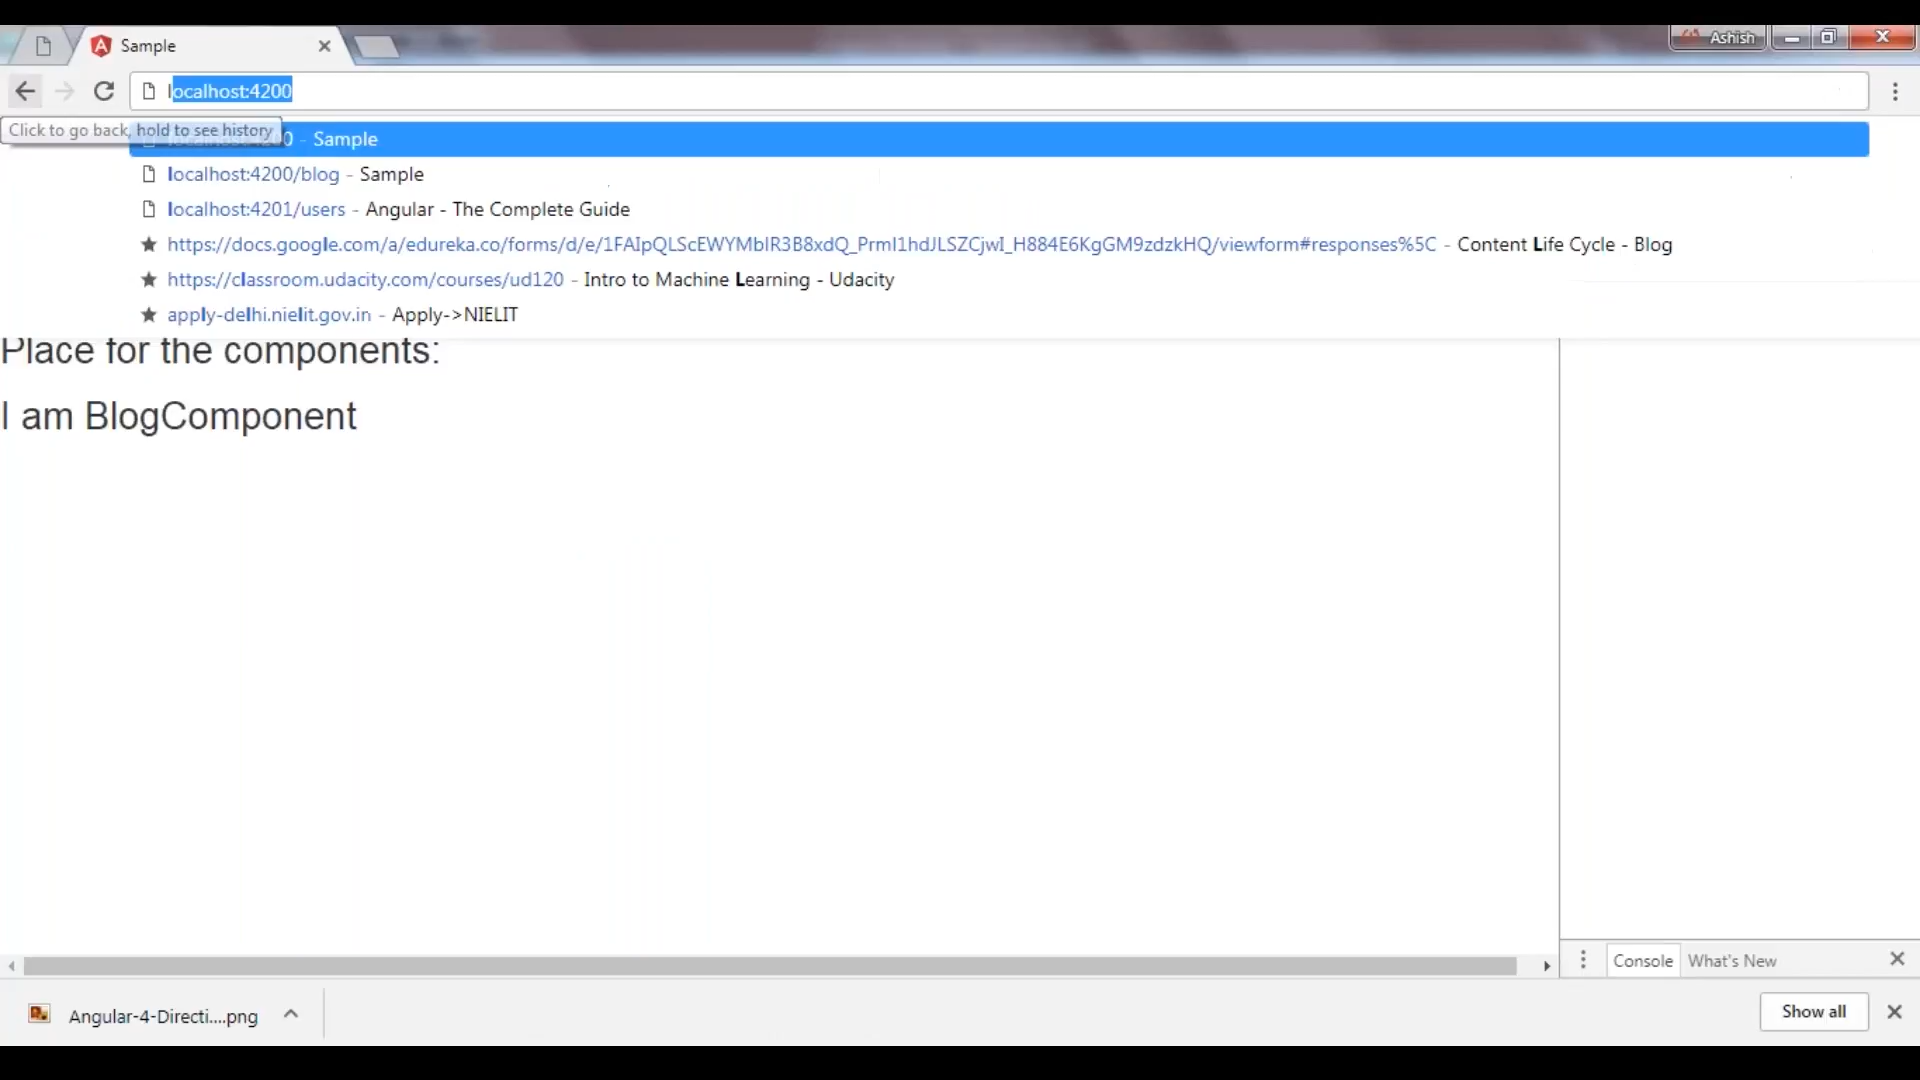 Sample
Ashish
localhost:4200
Click to go back, hold to see history
- Sample
localhost:4200/blog - Sample
localhost:4201/users - Angular - The Complete Guide
https://docs.google.com/a/edureka.co/forms/d/e/1FAIpQLScEWYMbIR3B8xdQ_PrmI1hdJLSZCjwI_H884E6KgGM9zdzkHQ/viewform#responses%5C - Content Life Cycle - Blog
https://classroom.udacity.com/courses/ud120 - Intro to Machine Learning - Udacity
apply-delhi.nielit.gov.in - Apply->NIELIT
Place for the components:
I am BlogComponent
Console What's New
Angular-4-Directi....png
Show all